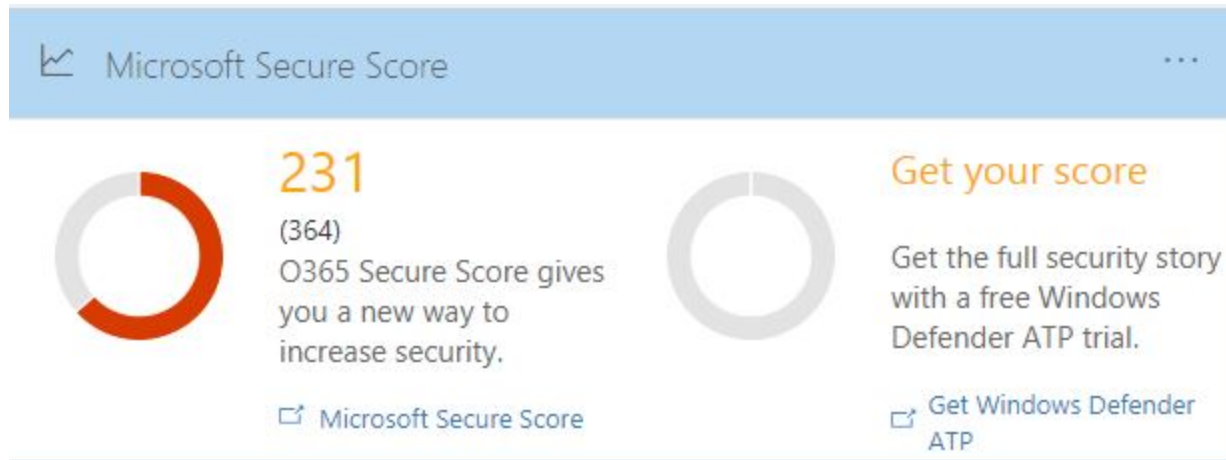 Microsoft Secure Score
...
231
(364)
O365 Secure Score gives
you a new way to
increase security.
Microsoft Secure Score
Get your score
Get the full security story
with a free Windows
Defender ATP trial.
Get Windows Defender
ATP